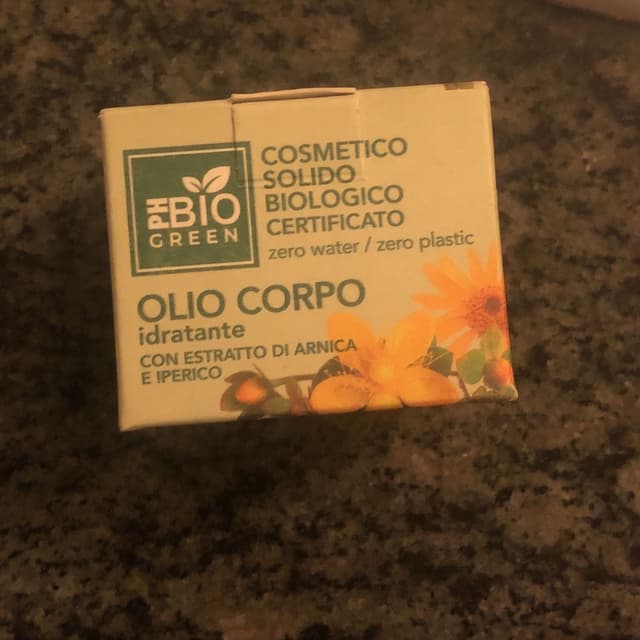 PH
BIO
GREEN
COSMETICO
SOLIDO
BIOLOGICO
CERTIFICATO
zero water / zero plastic
OLIO CORPO
idratante
CON ESTRATTO DI ARNICA
E IPERICO